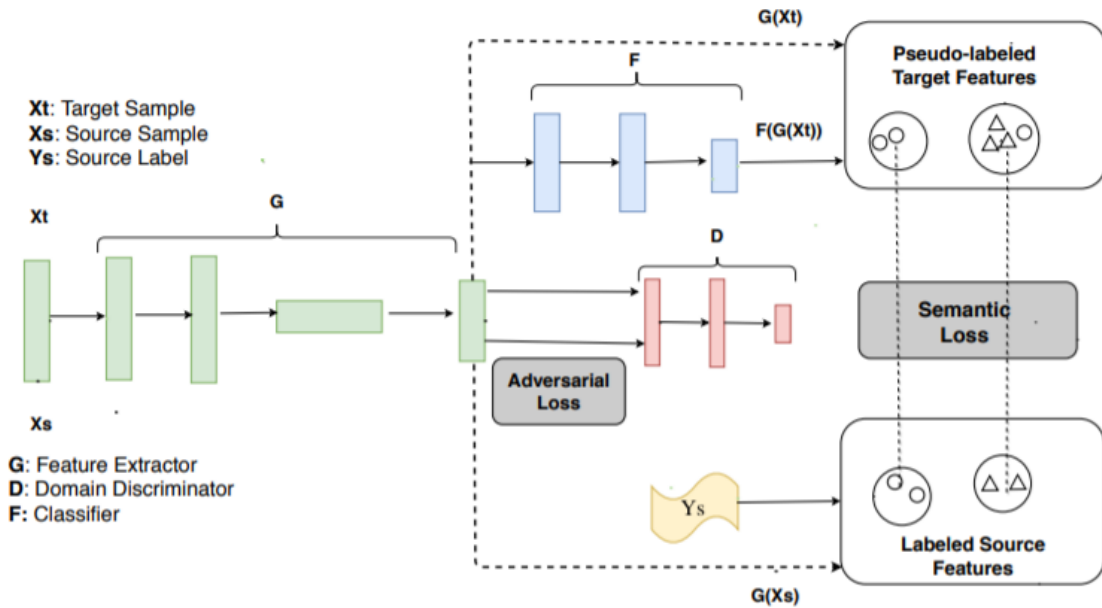 G(Xt)
Pseudo-labeled
Target Features
F
Xt: Target Sample
Xs: Source Sample
Ys: Source Label
F(G(Xt))
Xt
G
D
Semantic
Loss
Adversarial
Loss
Xs
G: Feature Extractor
D: Domain Discriminator
F: Classifier
Ys
Labeled Source
Features
G(Xs)